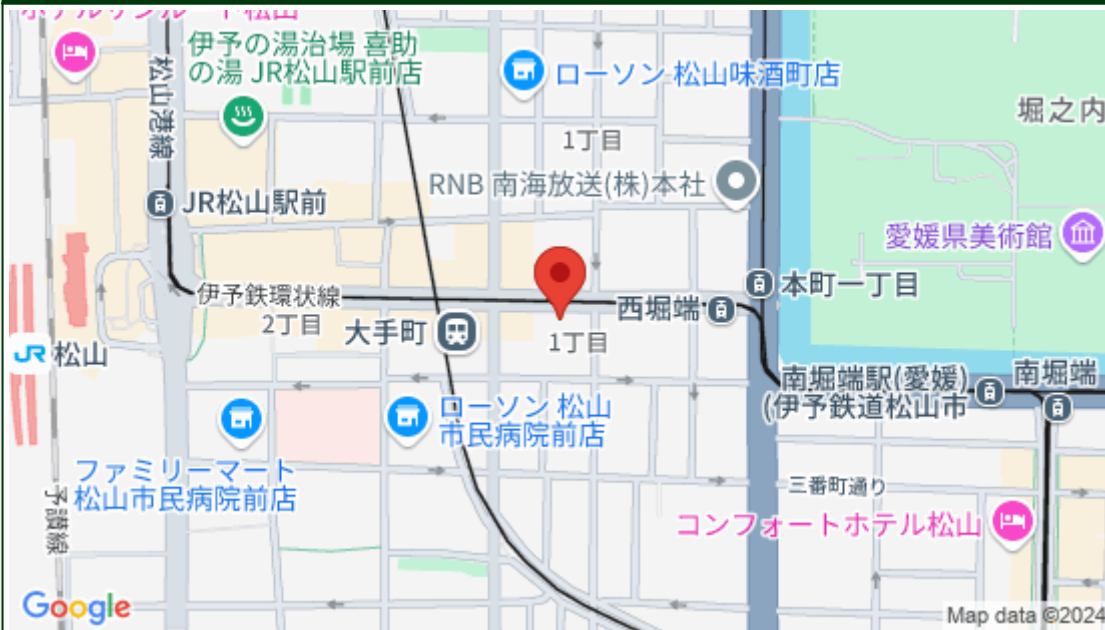 ホテルサンルート松山
伊予の湯治場 喜助
の湯 JR松山駅前店
ローソン 松山味酒町店
松山港線
堀之内
1丁目
RNB 南海放送(株)本社
JR松山駅前
愛媛県美術館
伊予鉄環状線
本町一丁目
2丁目
西堀端
大手町
1丁目
JR 松山
南堀端駅(愛媛)
(伊予鉄道松山市
南堀端
ローソン 松山
市民病院前店
ファミリーマート
松山市民病院前店
三番町通り
予讃線
コンフォートホテル松山
Google
Map data ©2024